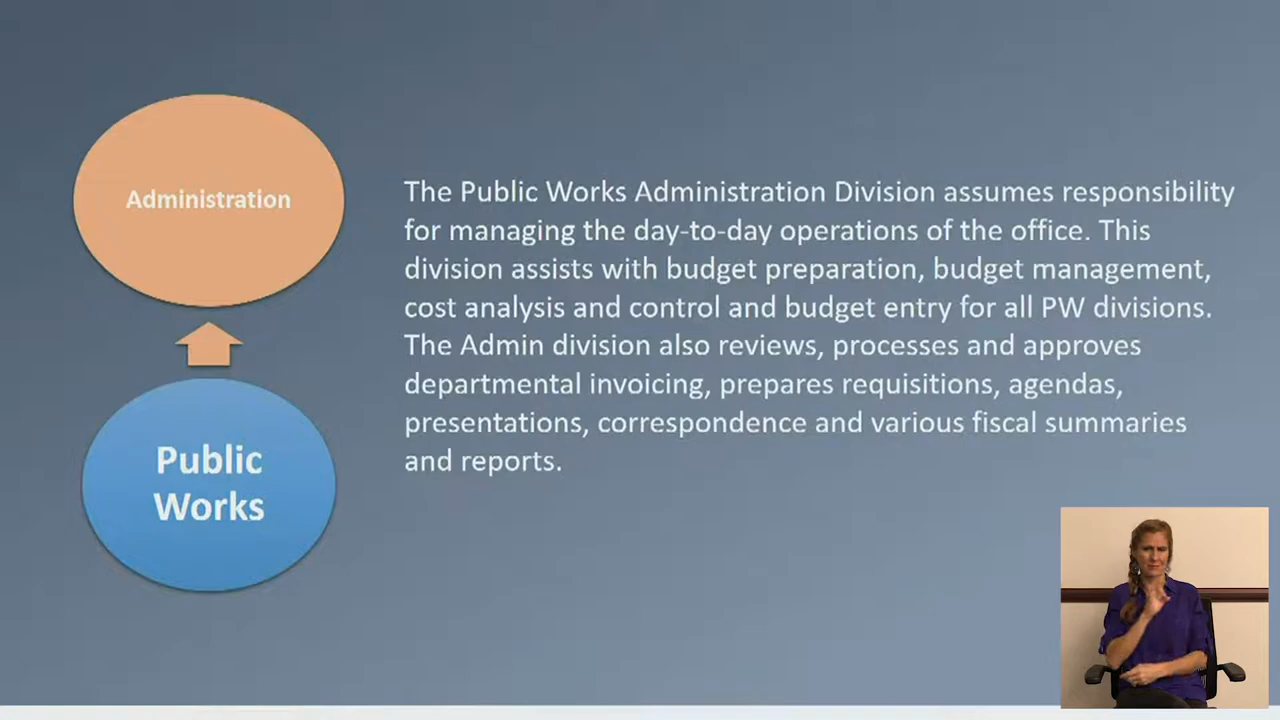 Administration
The Public Works Administration Division assumes responsibility
for managing the day-to-day operations of the office. This
division assists with budget preparation, budget management,
cost analysis and control and budget entry for all PW divisions.
The Admin division also reviews, processes and approves
departmental invoicing, prepares requisitions, agendas,
presentations, correspondence and various fiscal summaries
and reports.
Public
Works